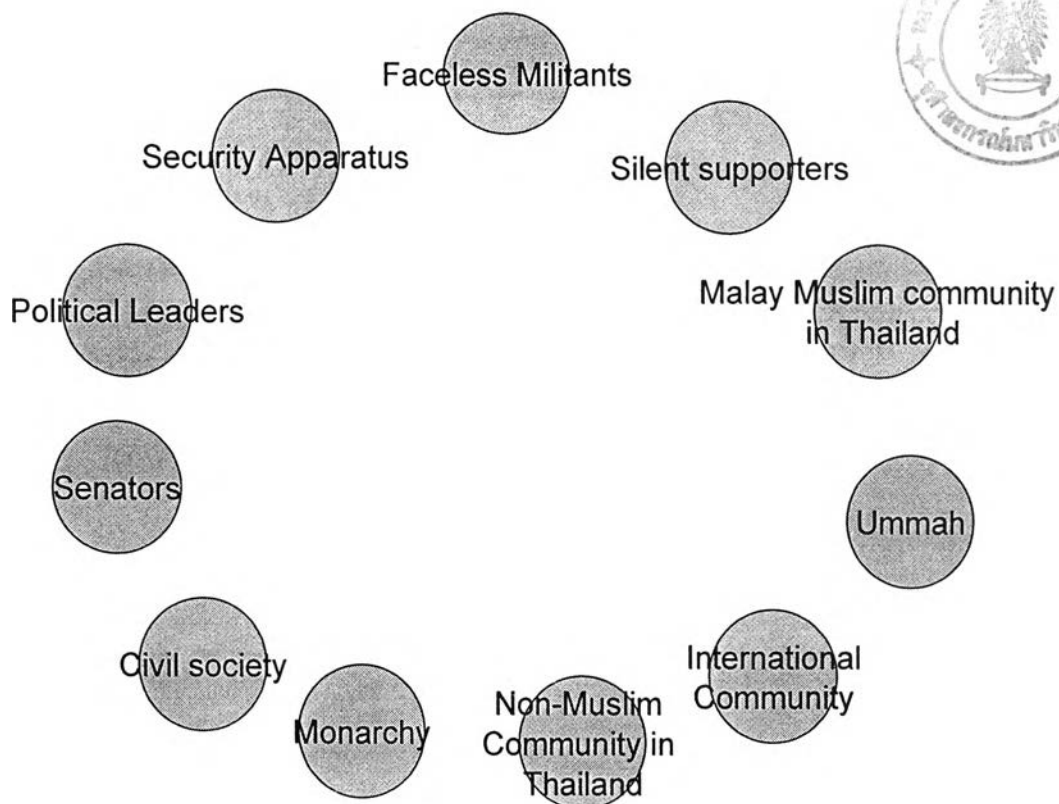 Faceless Militants
Security Apparatus
Silent supporters
Political Leaders
Malay Muslim community
in Thailand
Senators
Ummah
Civil society
International
Community
Monarchy
Non-Muslim
Community in
Thailand